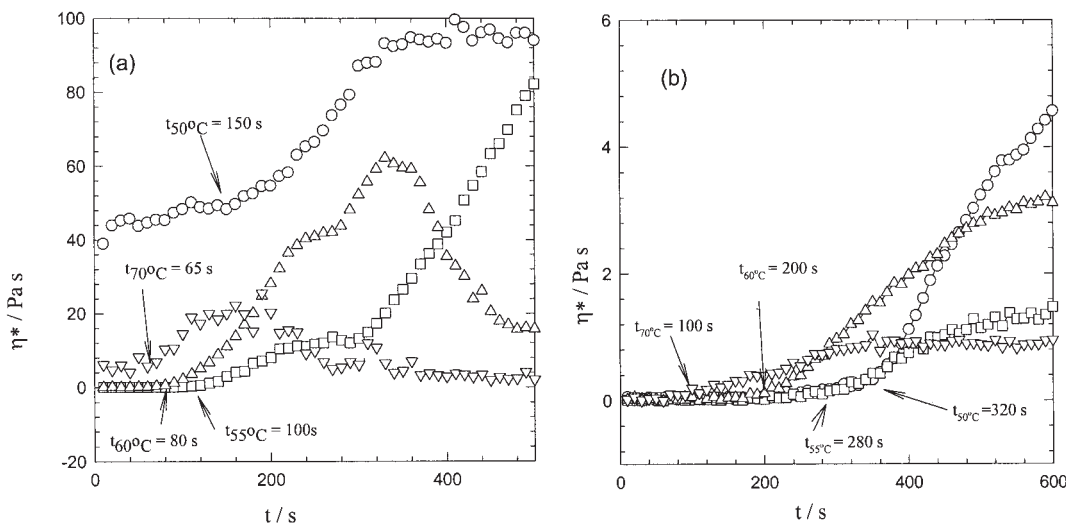 100
80
60
40
20
0
-20
η* / Pa s
(a)
t50°C = 150 s
t70°C = 65 s
t60°C = 80 s
t55°C = 100s
0
200
400
t / s
6
4
2
0
η* / Pa s
(b)
t60°C = 200 s
t70°C = 100 s
t50°C =320 s
t55°C = 280 s
0
200
400
600
t / s